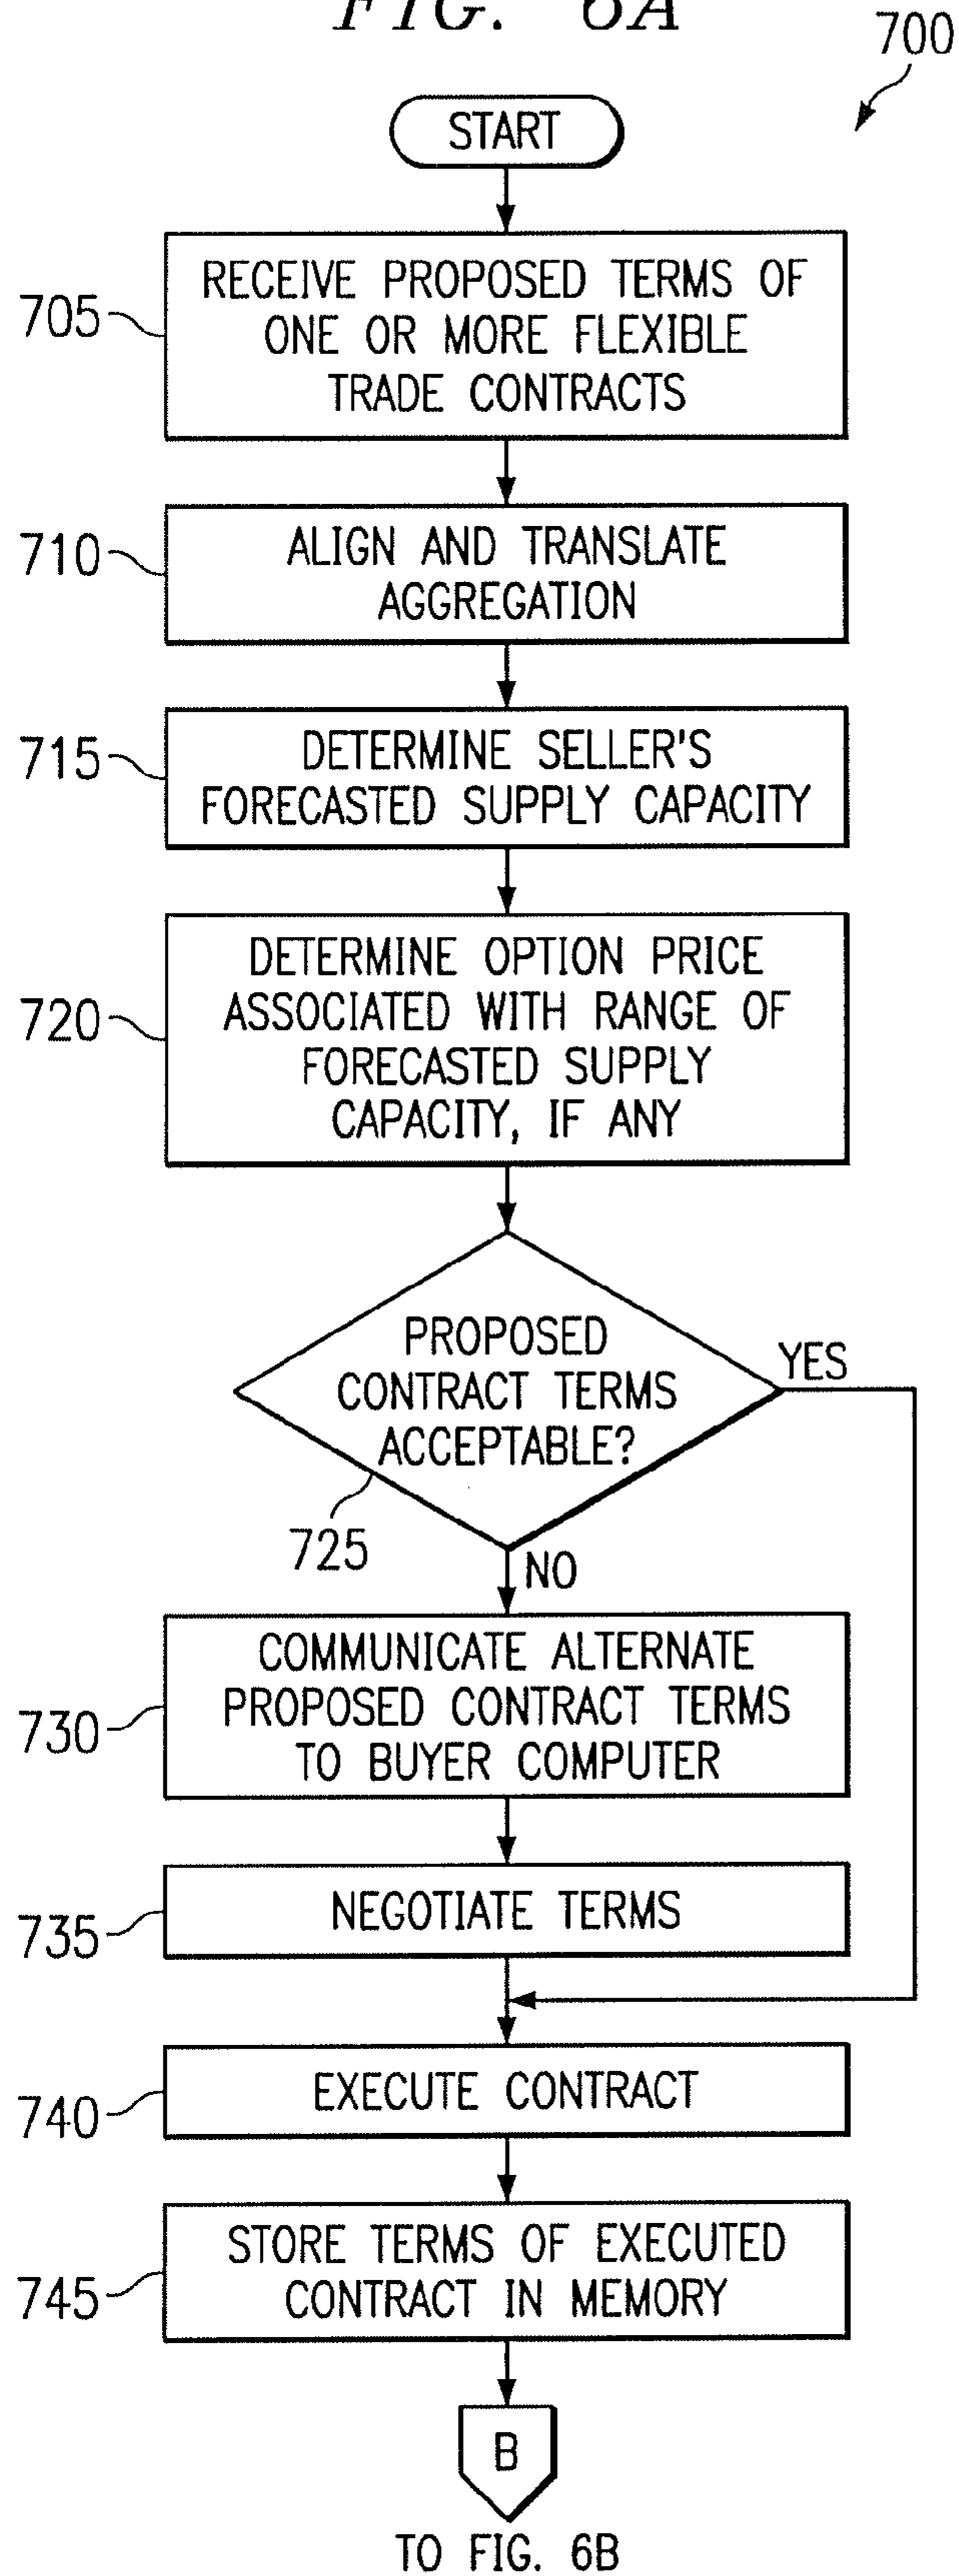 FIG. 6A
700
START
705
RECEIVE PROPOSED TERMS OF
ONE OR MORE FLEXIBLE
TRADE CONTRACTS
710
ALIGN AND TRANSLATE
AGGREGATION
715
DETERMINE SELLER'S
FORECASTED SUPPLY CAPACITY
720
DETERMINE OPTION PRICE
ASSOCIATED WITH RANGE OF
FORECASTED SUPPLY
CAPACITY, IF ANY
PROPOSED
CONTRACT TERMS
ACCEPTABLE?
YES
725
NO
730
COMMUNICATE ALTERNATE
PROPOSED CONTRACT TERMS
TO BUYER COMPUTER
735
NEGOTIATE TERMS
740
EXECUTE CONTRACT
745
STORE TERMS OF EXECUTED
CONTRACT IN MEMORY
B
TO FIG. 6B